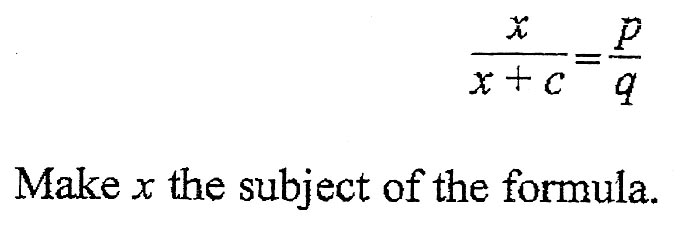 x/(x + c) = p/q
Make x the subject of the formula.